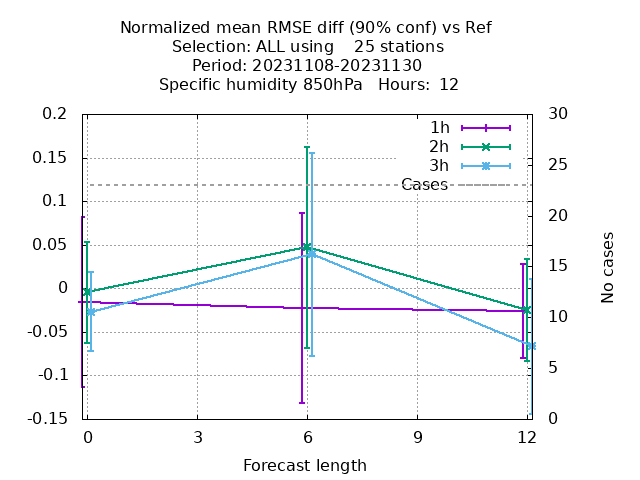 Normalized mean RMSE diff (90% conf) vs Ref
Selection: ALL using    25 stations
Period: 20231108-20231130
Specific humidity 850hPa   Hours:  12
0.2
0.15
0.1
0.05
0
-0.05
-0.1
-0.15
30
25
20
15
10
5
0
1h
2h
3h
Cases
No cases
0
3
6
9
12
Forecast length